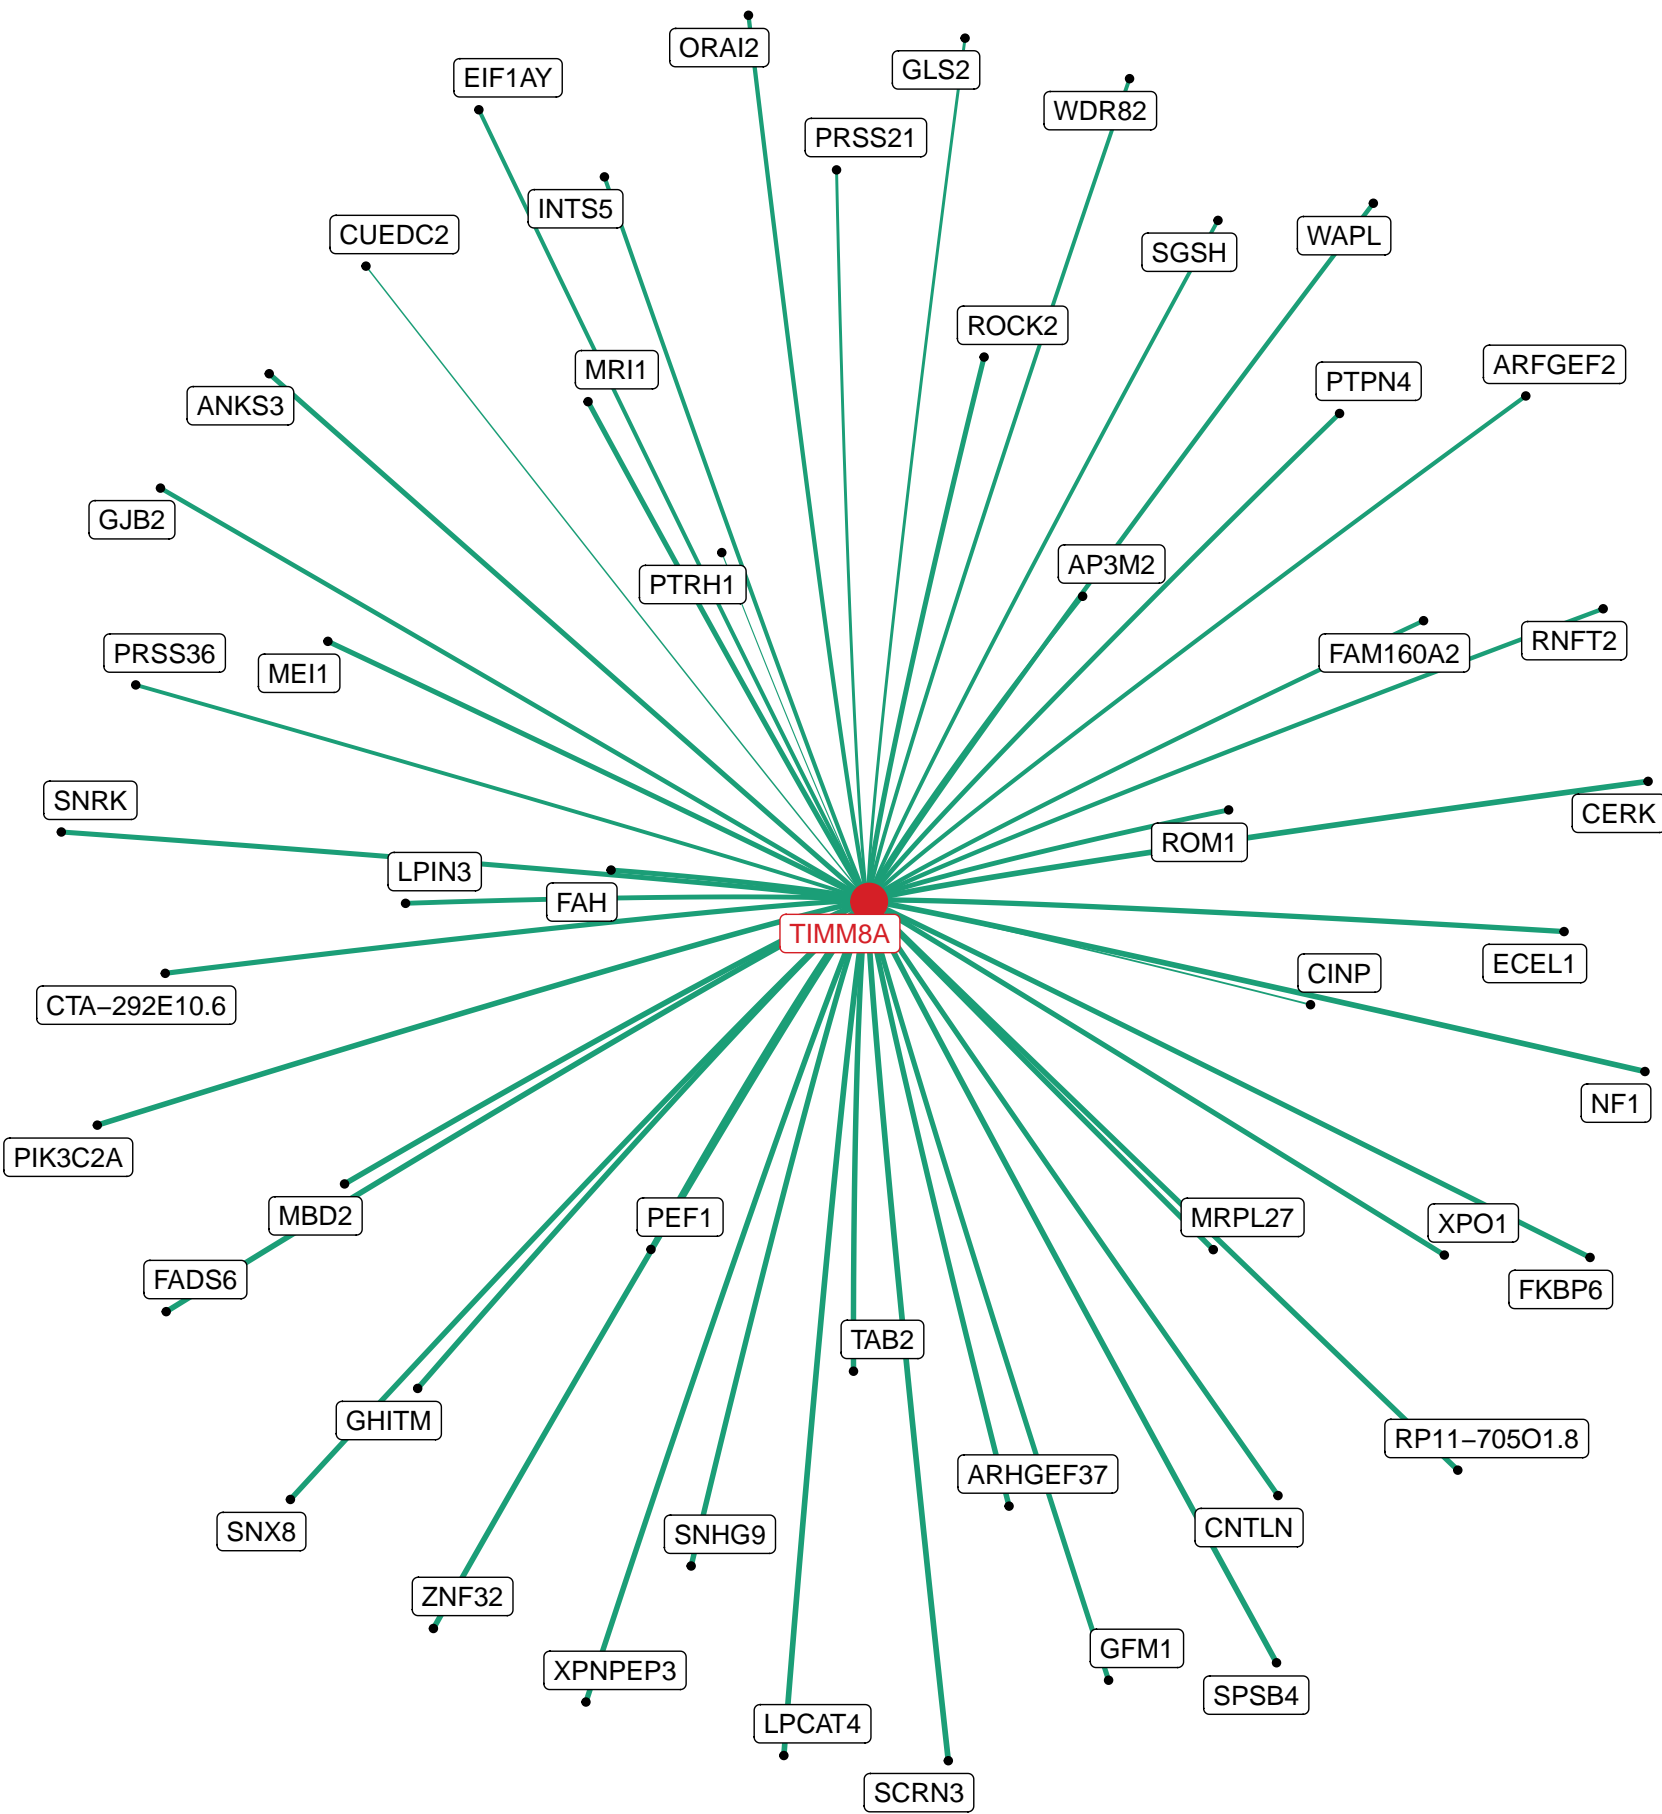 ORAI2
GLS2
EIF1AY
WDR82
PRSS21
INTS5
CUEDC2
WAPL
SGSH
ROCK2
ARFGEF2
MRI1
PTPN4
ANKS3
GJB2
AP3M2
PTRH1
RNFT2
PRSS36
FAM160A2
MEI1
SNRK
CERK
ROM1
LPIN3
FAH
TIMM8A
ECEL1
CINP
CTA−292E10.6
NF1
PIK3C2A
MBD2
PEF1
MRPL27
XPO1
FADS6
FKBP6
TAB2
GHITM
RP11−705O1.8
ARHGEF37
CNTLN
SNX8
SNHG9
ZNF32
GFM1
XPNPEP3
SPSB4
LPCAT4
SCRN3